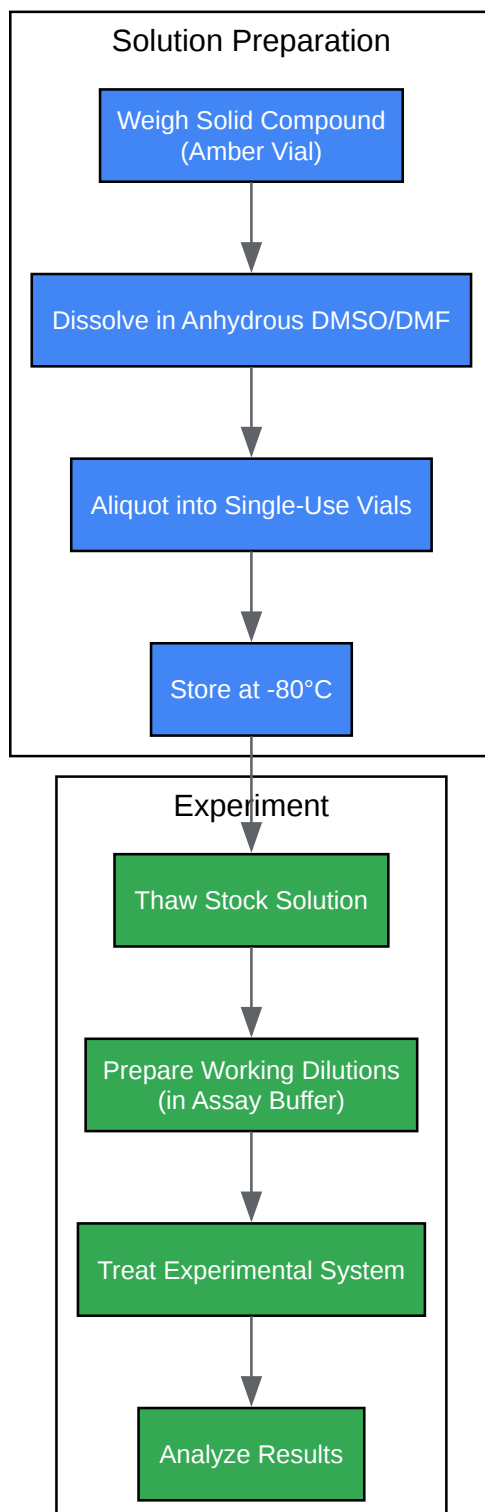 Solution Preparation
Weigh Solid Compound
(Amber Vial)
Dissolve in Anhydrous DMSO/DMF
Aliquot into Single-Use Vials
Store at -80°C
Experiment
Thaw Stock Solution
Prepare Working Dilutions
(in Assay Buffer)
Treat Experimental System
Analyze Results